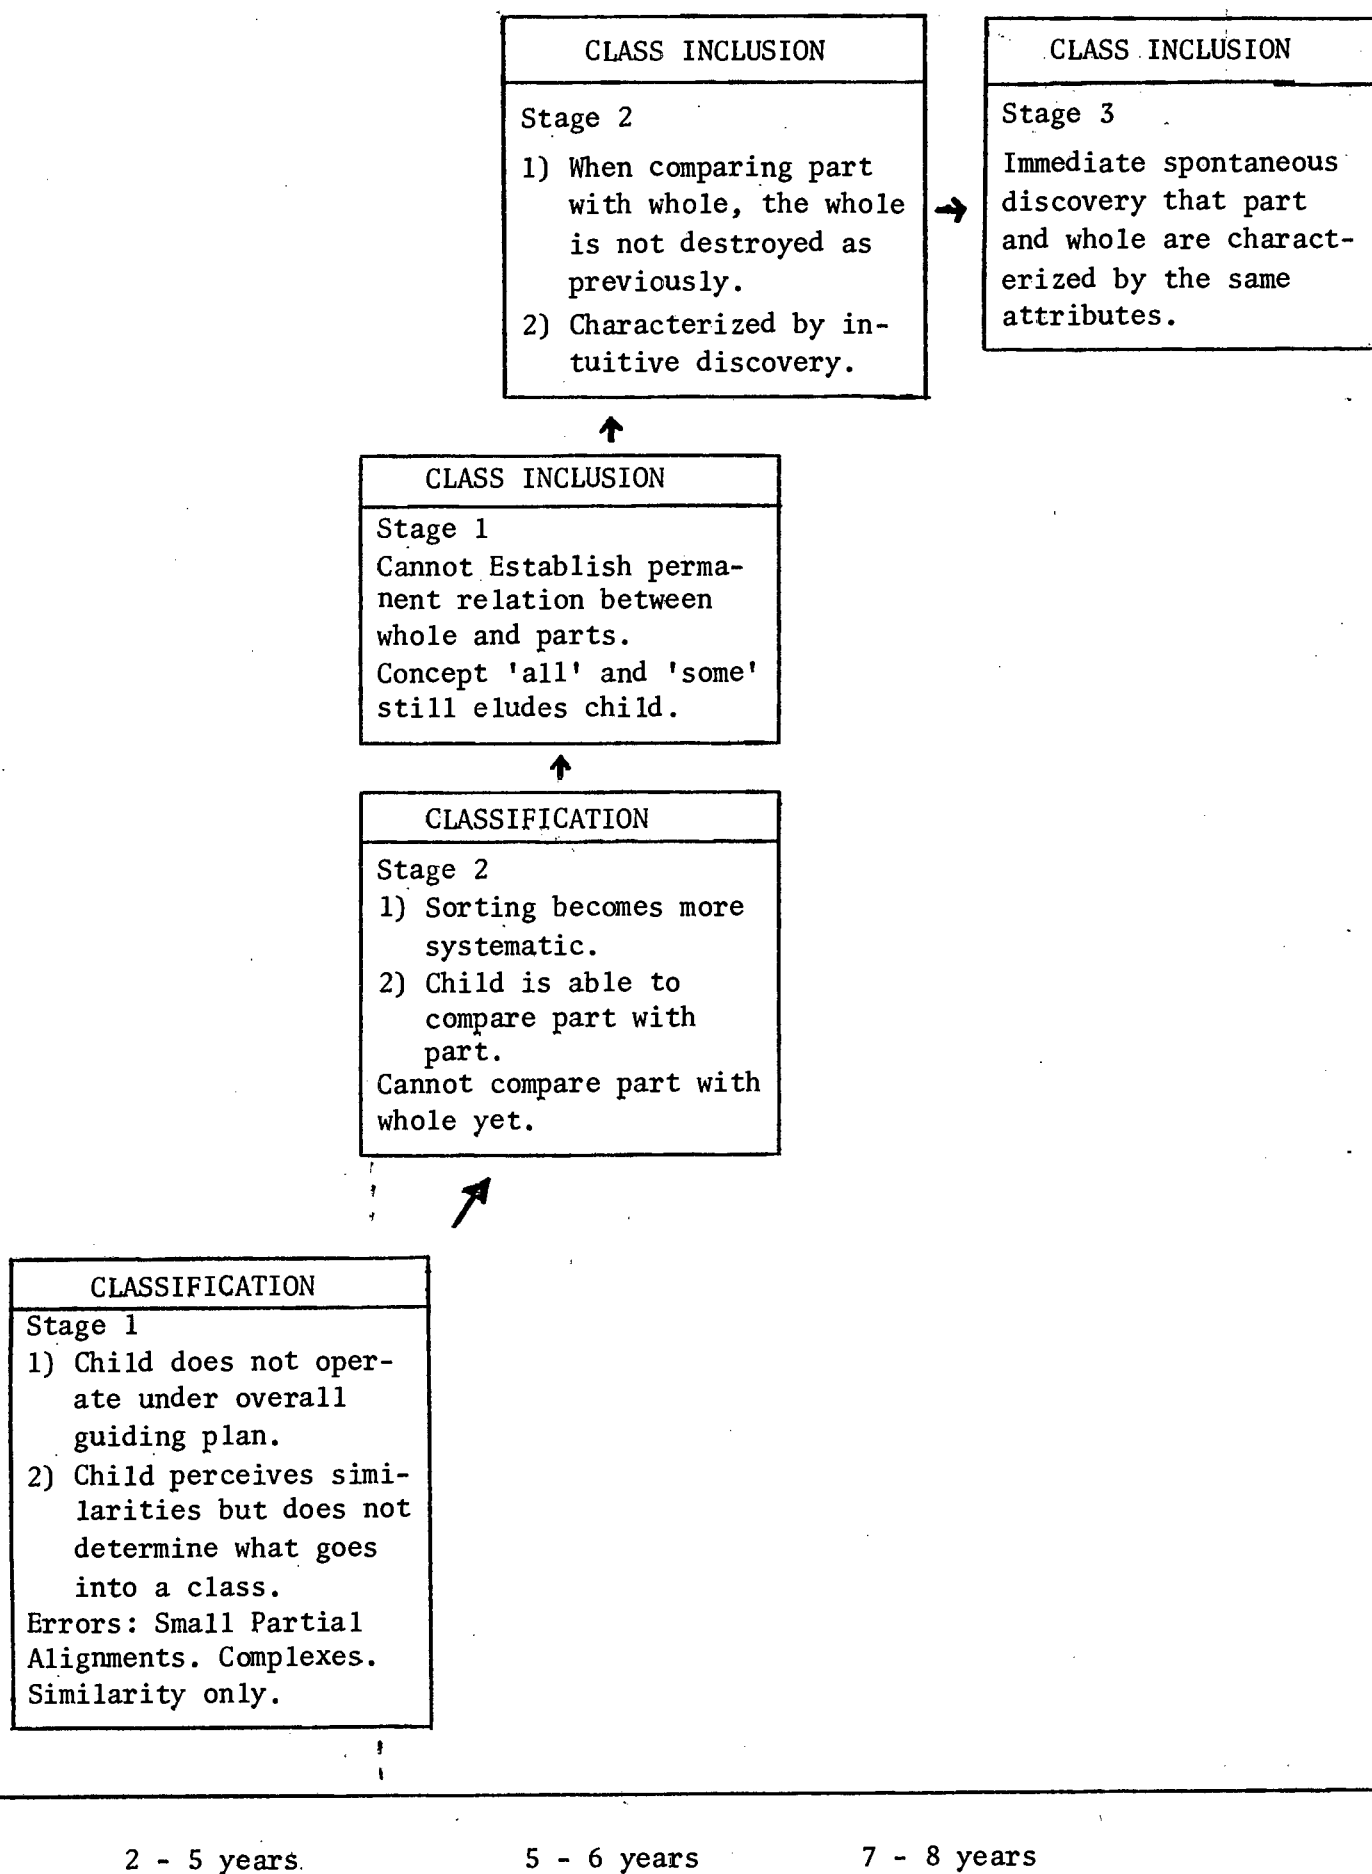 CLASS INCLUSION
Stage 2
1) When comparing part
with whole, the whole
is not destroyed as
previously.
2) Characterized by in-
tuitive discovery.
CLASS INCLUSION
Stage 3
Immediate spontaneous
discovery that part
and whole are charact-
erized by the same
attributes.
CLASS INCLUSION
Stage 1
Cannot Establish perma-
nent relation between
whole and parts.
Concept 'all' and 'some'
still eludes child.
CLASSIFICATION
Stage 2
1) Sorting becomes more
systematic.
2) Child is able to
compare part with
part.
Cannot compare part with
whole yet.
CLASSIFICATION
Stage 1
1) Child does not oper-
ate under overall
guiding plan.
2) Child perceives simi-
larities but does not
determine what goes
into a class.
Errors: Small Partial
Alignments. Complexes.
Similarity only.
2 - 5 years
5 - 6 years
7 - 8 years